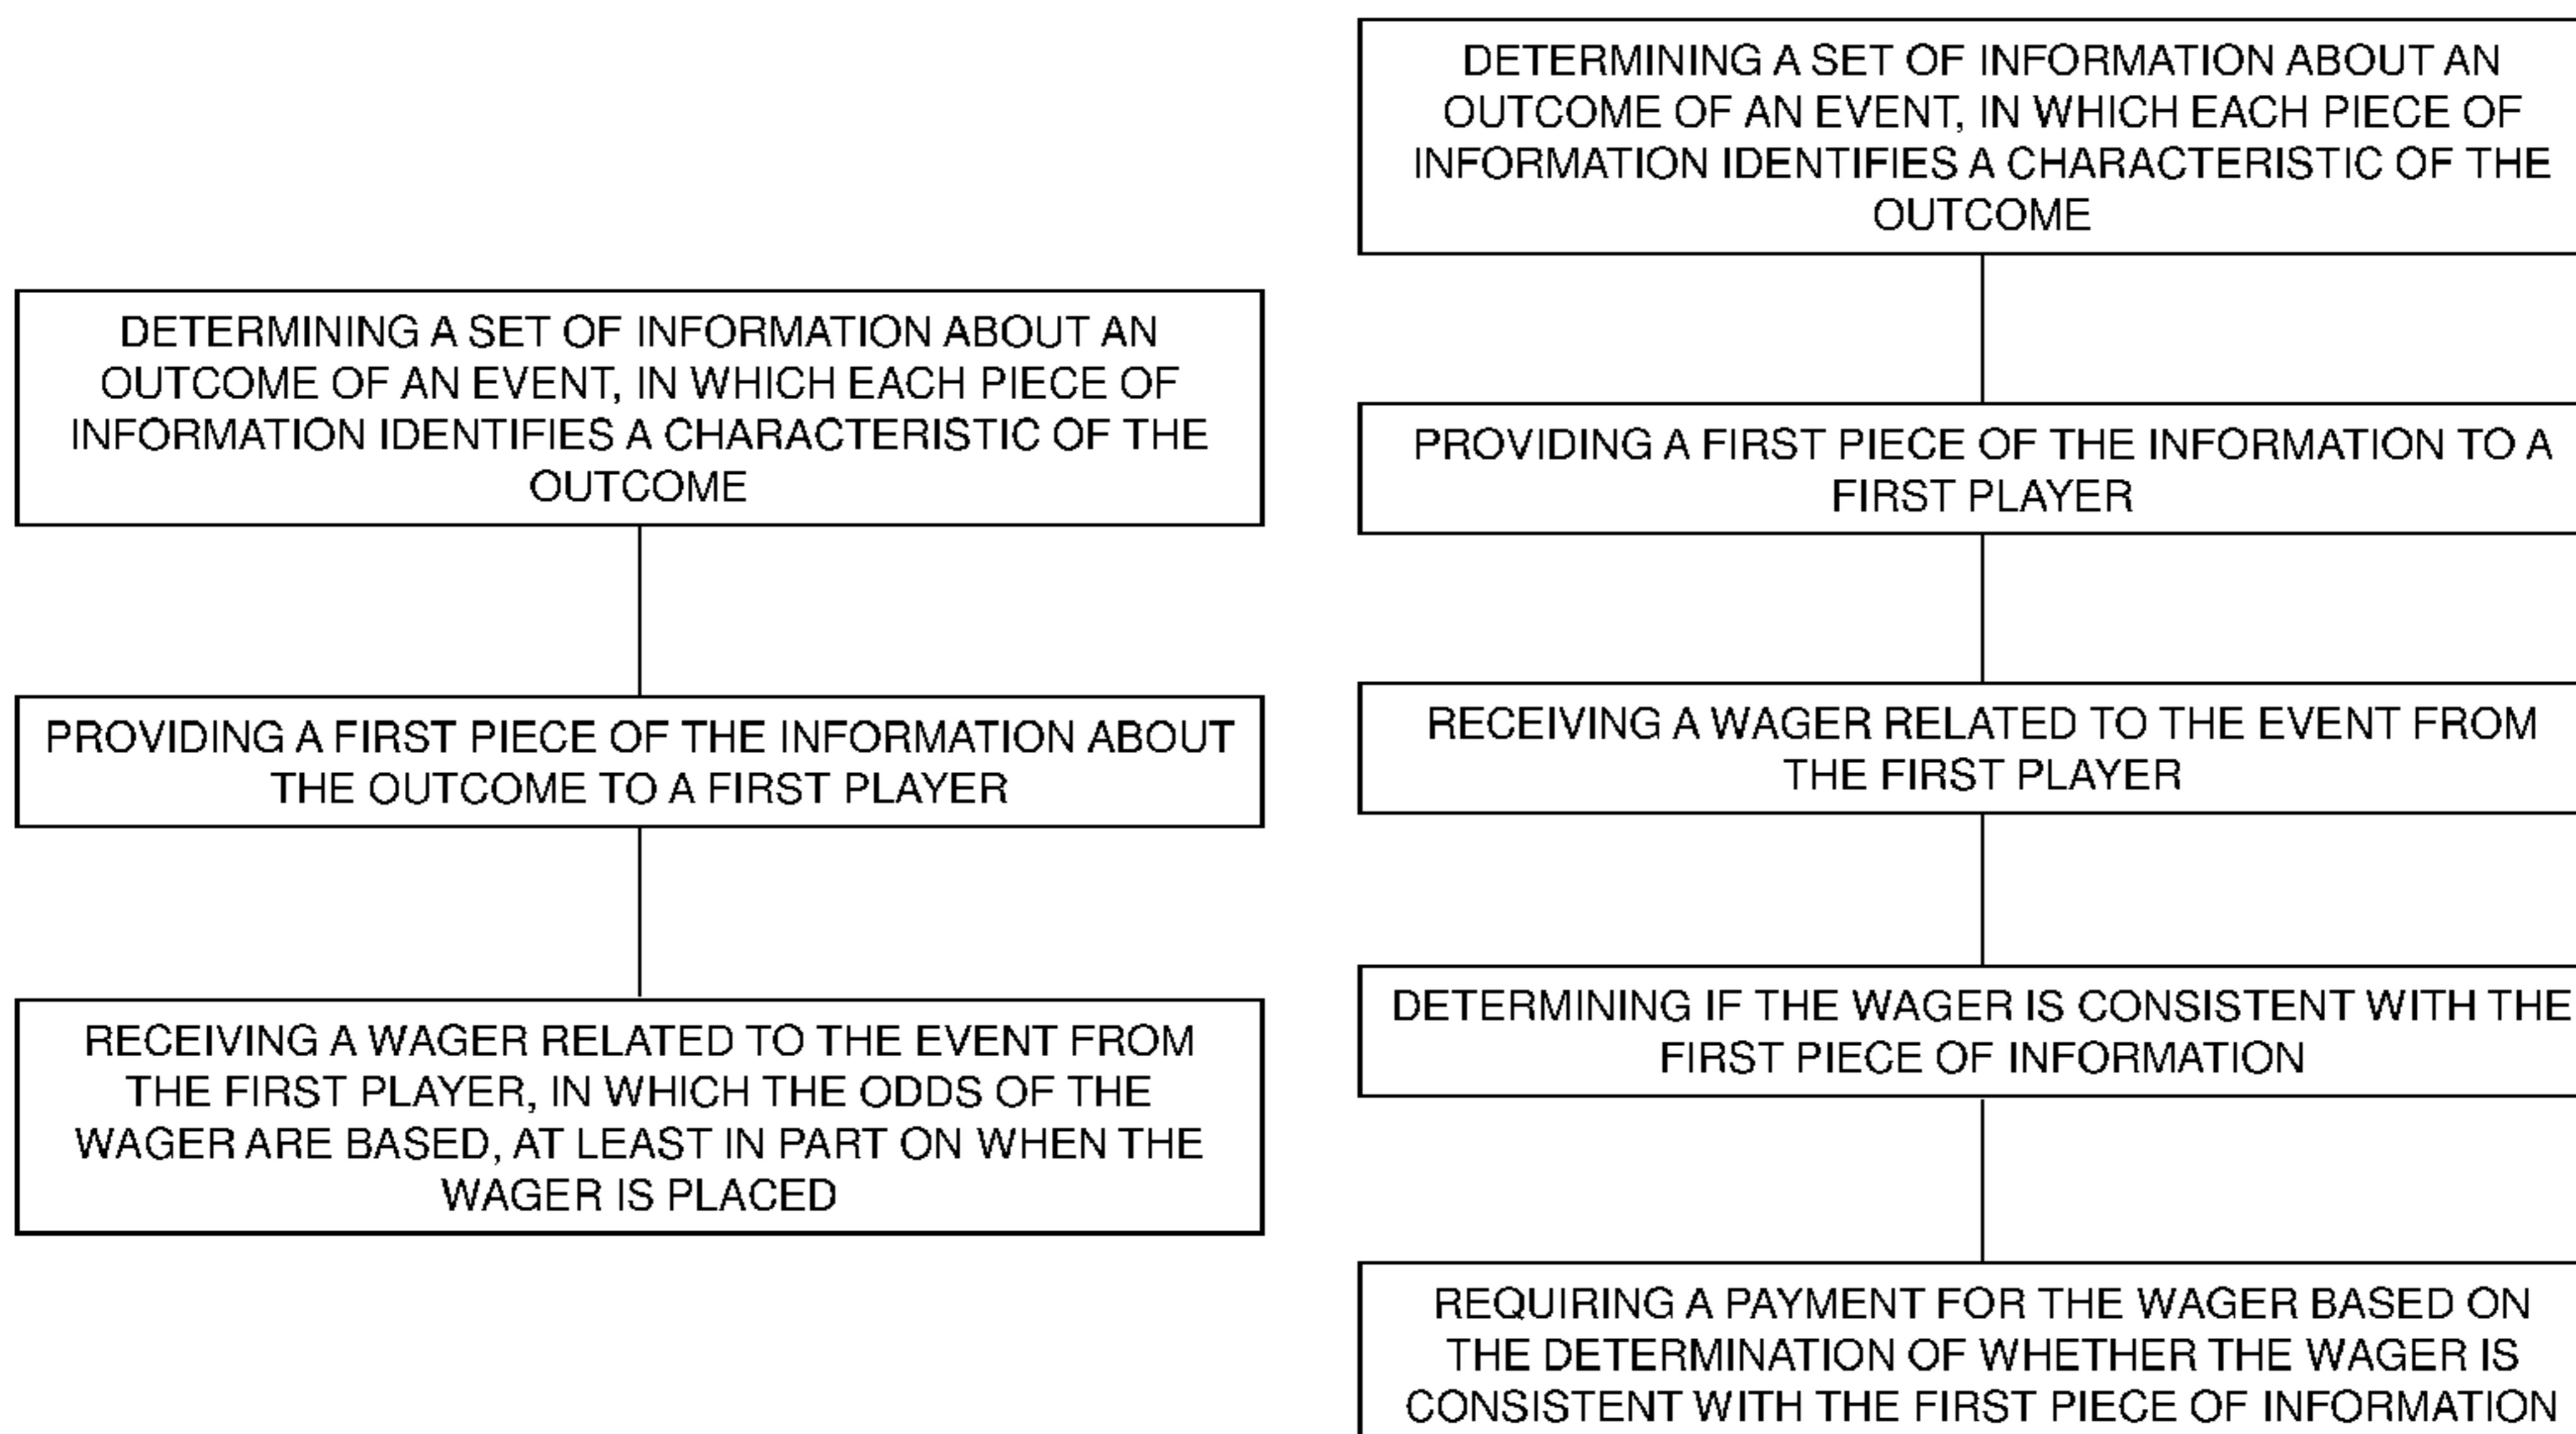 DETERMINING A SET OF INFORMATION ABOUT AN
OUTCOME OF AN EVENT, IN WHICH EACH PIECE OF
INFORMATION IDENTIFIES A CHARACTERISTIC OF THE
OUTCOME
PROVIDING A FIRST PIECE OF THE INFORMATION ABOUT
THE OUTCOME TO A FIRST PLAYER
RECEIVING A WAGER RELATED TO THE EVENT FROM
THE FIRST PLAYER, IN WHICH THE ODDS OF THE
WAGER ARE BASED, AT LEAST IN PART ON WHEN THE
WAGER IS PLACED
DETERMINING A SET OF INFORMATION ABOUT AN
OUTCOME OF AN EVENT, IN WHICH EACH PIECE OF
INFORMATION IDENTIFIES A CHARACTERISTIC OF THE
OUTCOME
PROVIDING A FIRST PIECE OF THE INFORMATION TO A
FIRST PLAYER
RECEIVING A WAGER RELATED TO THE EVENT FROM
THE FIRST PLAYER
DETERMINING IF THE WAGER IS CONSISTENT WITH THE
FIRST PIECE OF INFORMATION
REQUIRING A PAYMENT FOR THE WAGER BASED ON
THE DETERMINATION OF WHETHER THE WAGER IS
CONSISTENT WITH THE FIRST PIECE OF INFORMATION